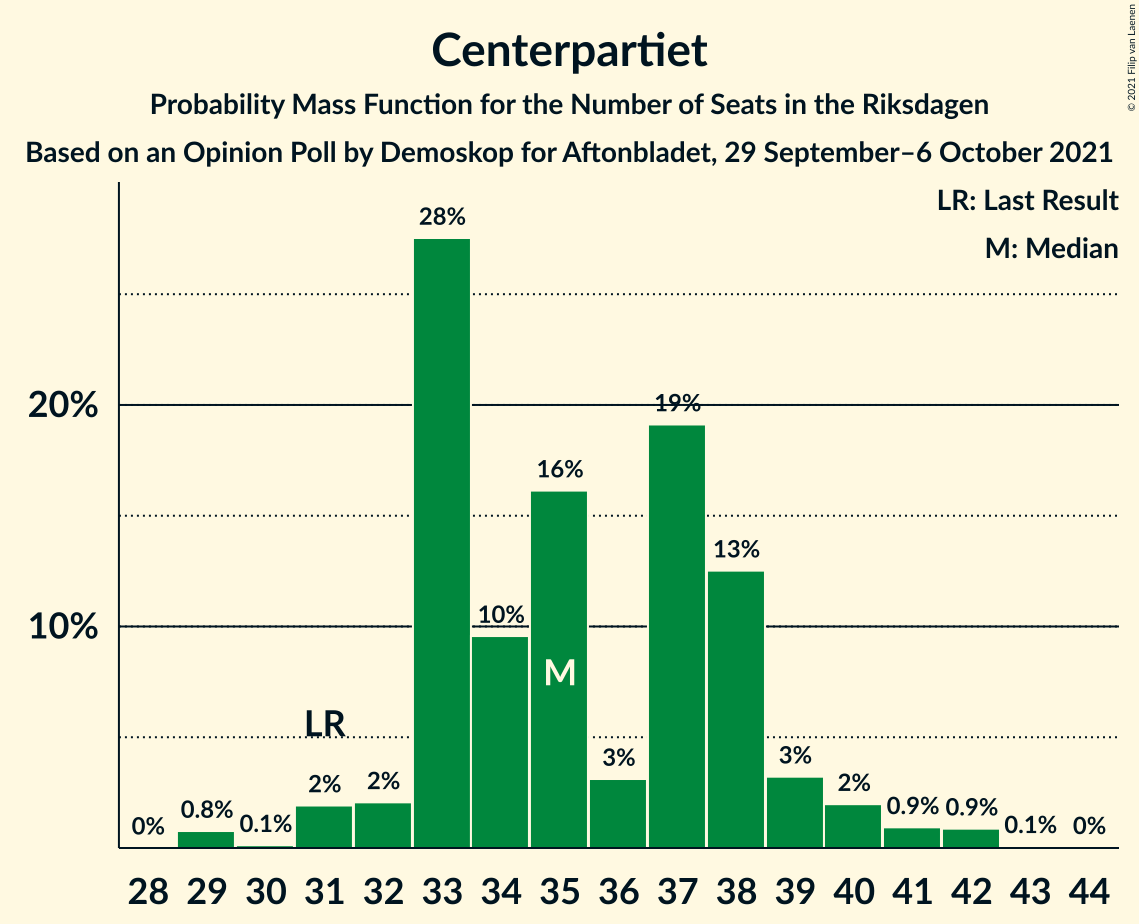 Centerpartiet
Probability Mass Function for the Number of Seats in the Riksdagen
Based on an Opinion Poll by Demoskop for Aftonbladet, 29 September–6 October 2021
© 2021 Filip van Laenen
LR: Last Result
M: Median
28%
20%
19%
16%
13%
10%
10%
M
LR
3%
3%
2%
2%
2%
0.8%
0.9%
0.9%
0%
0.1%
0.1%
0%
28 29 30 31 32 33 34 35 36 37 38 39 40 41 42 43 44